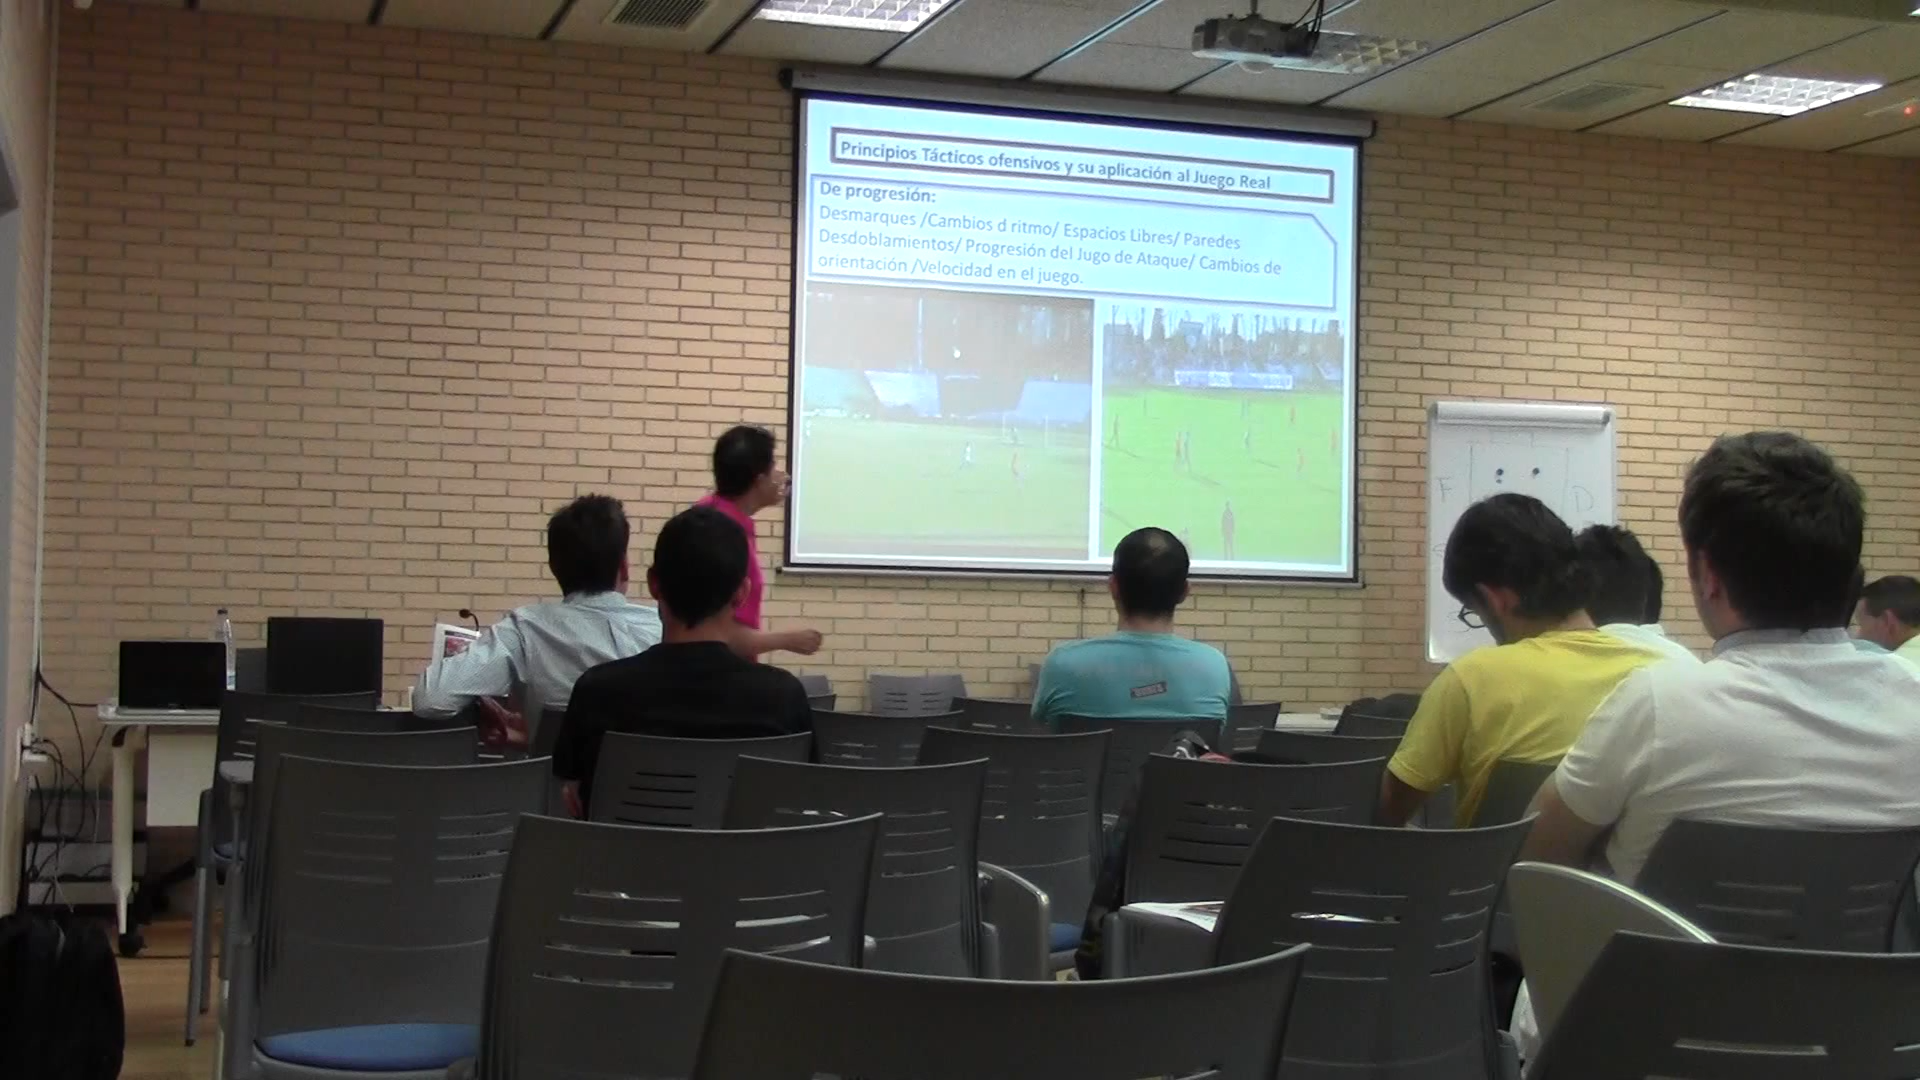 Principios Tácticos ofensivos y su aplicación al Juego Real
De progresión:
Desmarques /Cambios d ritmo/ Espacios Libres/ Paredes
Desdoblamientos/ Progresión del Jugo de Ataque/ Cambios de
orientación /Velocidad en el juego.
F
D